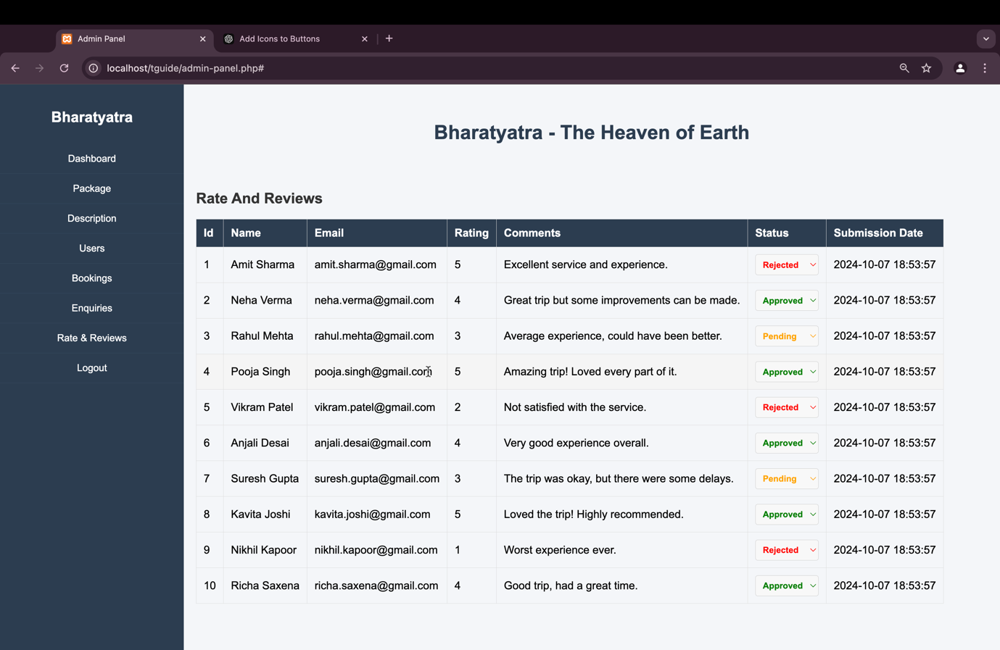 Admin Panel
Add Icons to Buttons
localhost/tguide/admin-panel.php#
Bharatyatra
Dashboard
Package
Description
Users
Bookings
Enquiries
Rate & Reviews
Logout
Bharatyatra - The Heaven of Earth
Rate And Reviews
Id Name Email Rating Comments Status Submission Date
1 Amit Sharma amit.sharma@gmail.com 5 Excellent service and experience. Rejected 2024-10-07 18:53:57
2 Neha Verma neha.verma@gmail.com 4 Great trip but some improvements can be made. Approved 2024-10-07 18:53:57
3 Rahul Mehta rahul.mehta@gmail.com 3 Average experience, could have been better. Pending 2024-10-07 18:53:57
4 Pooja Singh pooja.singh@gmail.com 5 Amazing trip! Loved every part of it. Approved 2024-10-07 18:53:57
5 Vikram Patel vikram.patel@gmail.com 2 Not satisfied with the service. Rejected 2024-10-07 18:53:57
6 Anjali Desai anjali.desai@gmail.com 4 Very good experience overall. Approved 2024-10-07 18:53:57
7 Suresh Gupta suresh.gupta@gmail.com 3 The trip was okay, but there were some delays. Pending 2024-10-07 18:53:57
8 Kavita Joshi kavita.joshi@gmail.com 5 Loved the trip! Highly recommended. Approved 2024-10-07 18:53:57
9 Nikhil Kapoor nikhil.kapoor@gmail.com 1 Worst experience ever. Rejected 2024-10-07 18:53:57
10 Richa Saxena richa.saxena@gmail.com 4 Good trip, had a great time. Approved 2024-10-07 18:53:57